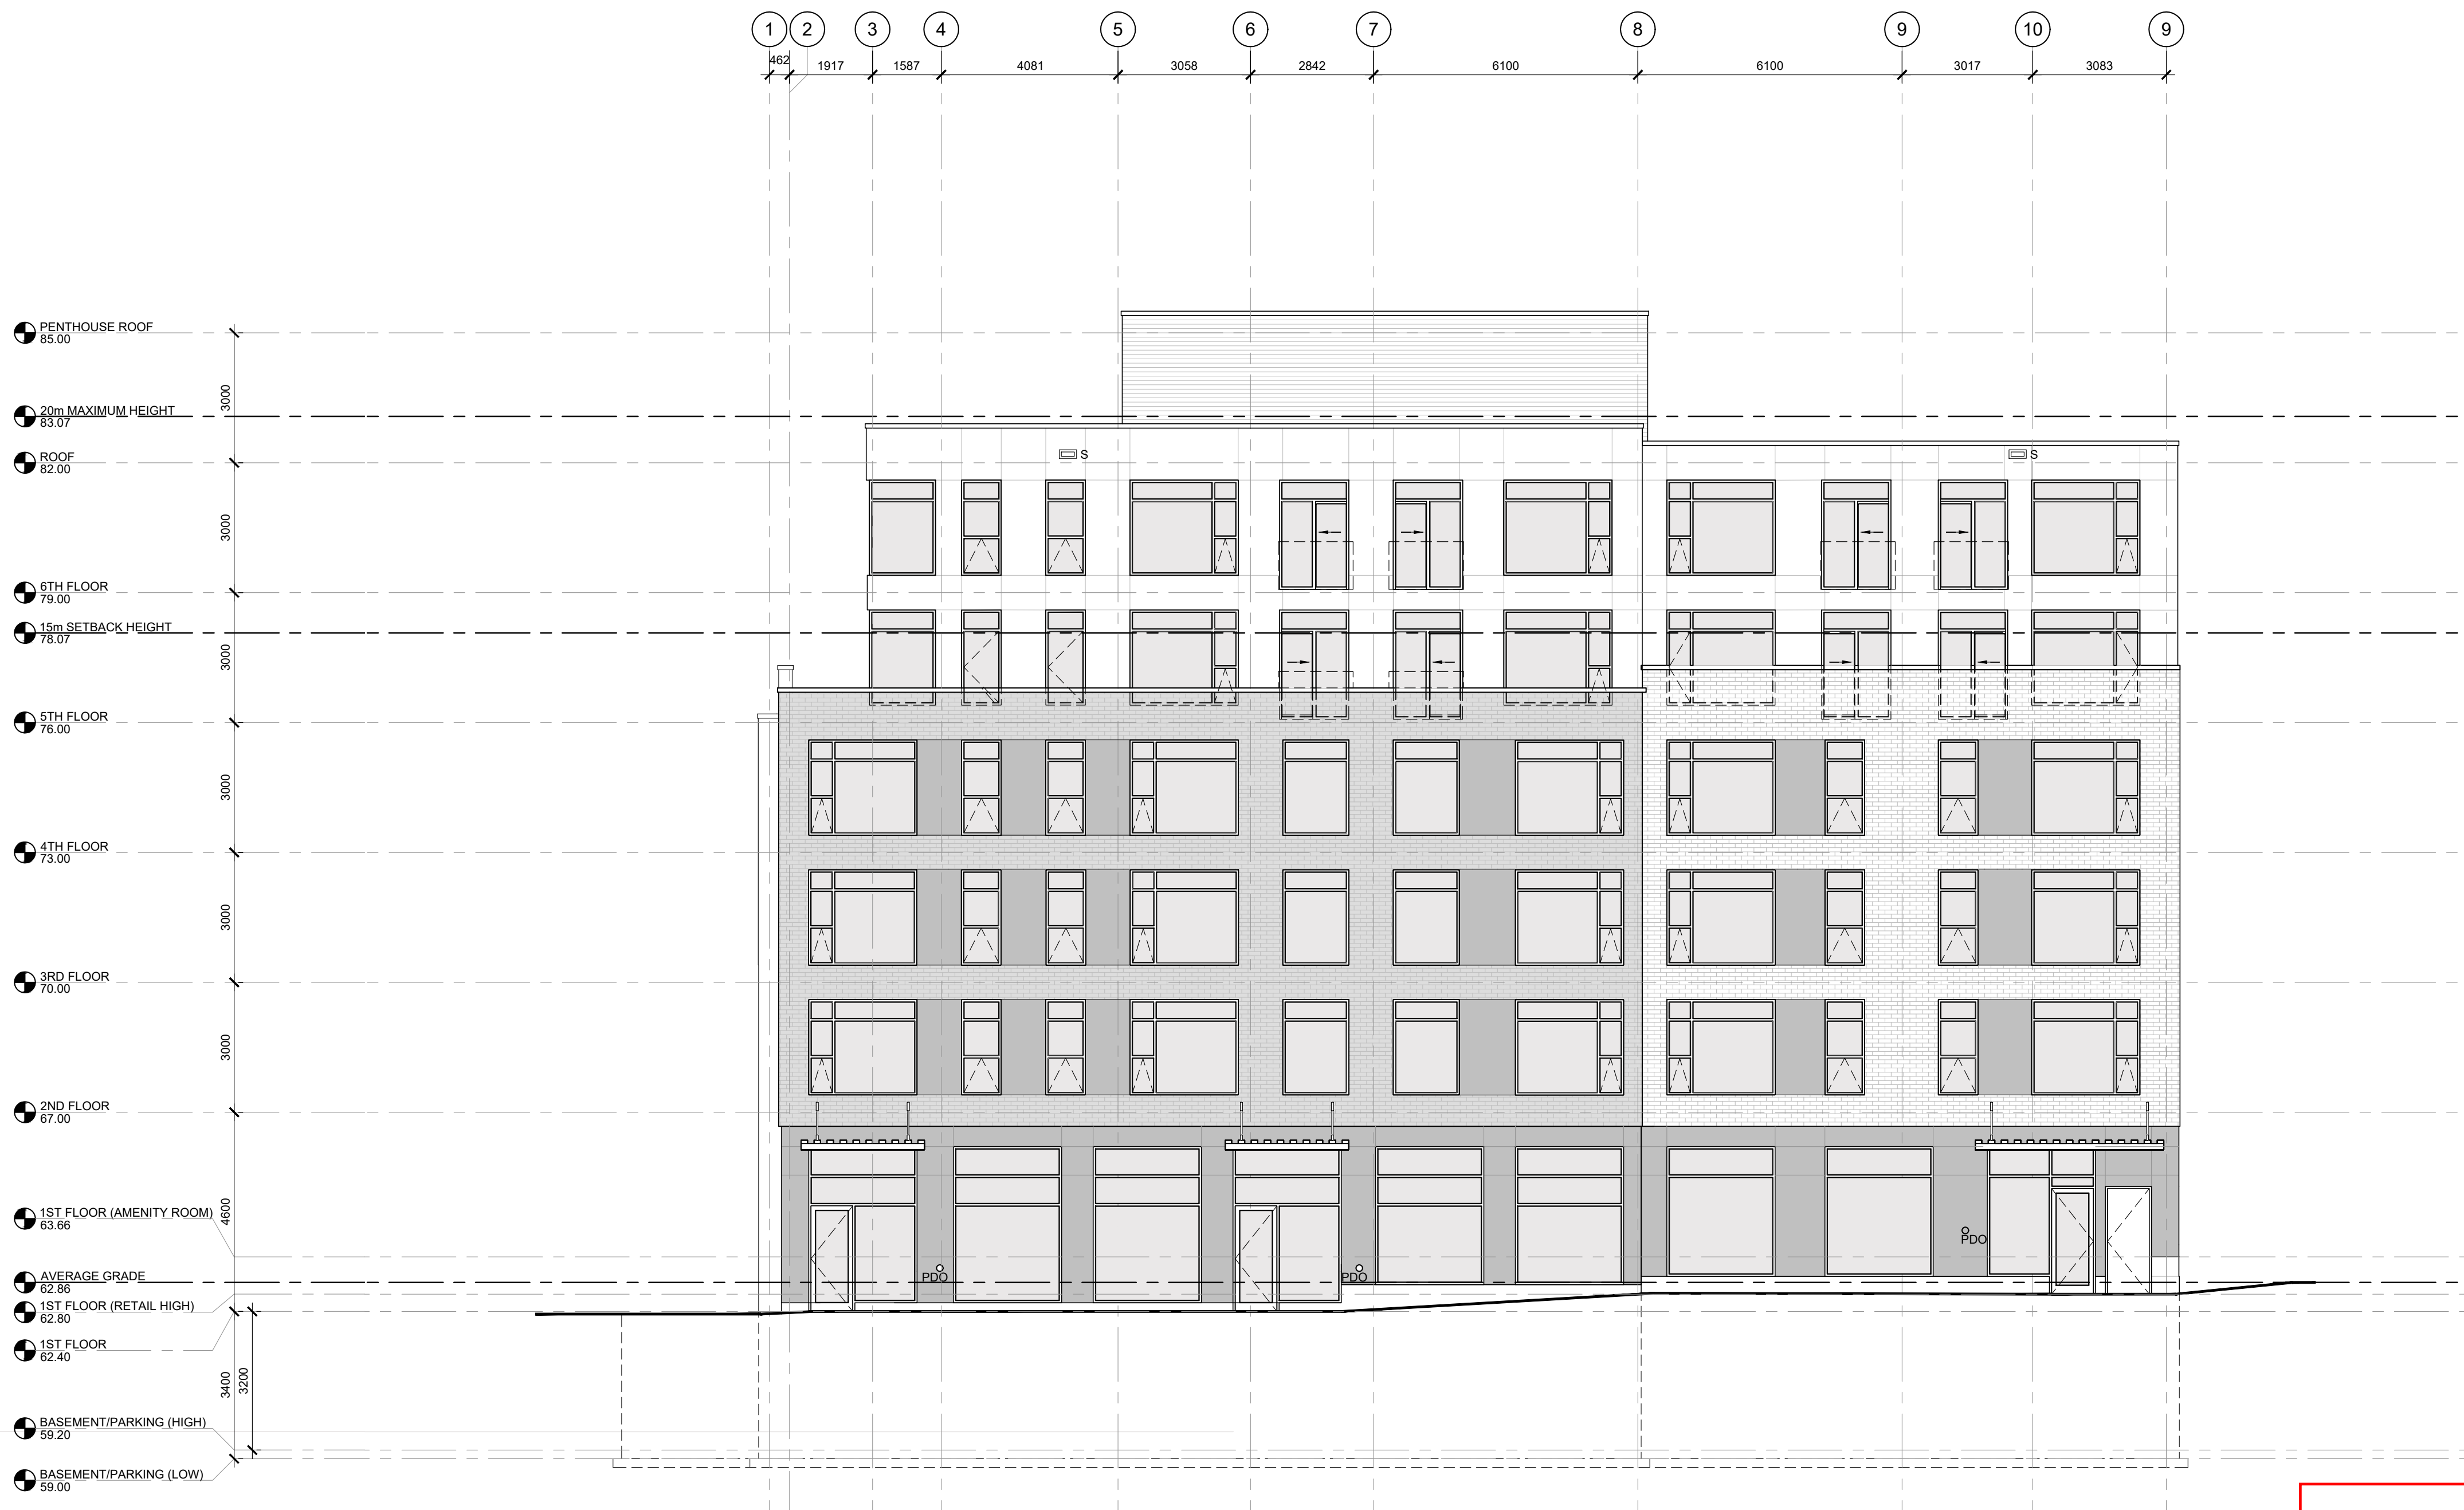 1 2 3 4 5 6 7 8 9 10 9
462 1917 1587 4081 3058 2842 6100 6100 3017 3083
PENTHOUSE ROOF
85.00
3000
20m MAXIMUM HEIGHT
83.07
ROOF
82.00
S
S
3000
6TH FLOOR
79.00
15m SETBACK HEIGHT
78.07
3000
5TH FLOOR
76.00
3000
4TH FLOOR
73.00
3000
3RD FLOOR
70.00
3000
2ND FLOOR
67.00
4600
1ST FLOOR (AMENITY ROOM)
63.66
PDO
PDO
PDO
AVERAGE GRADE
62.86
1ST FLOOR (RETAIL HIGH)
62.80
1ST FLOOR
62.40
3400
3200
BASEMENT/PARKING (HIGH)
59.20
BASEMENT/PARKING (LOW)
59.00